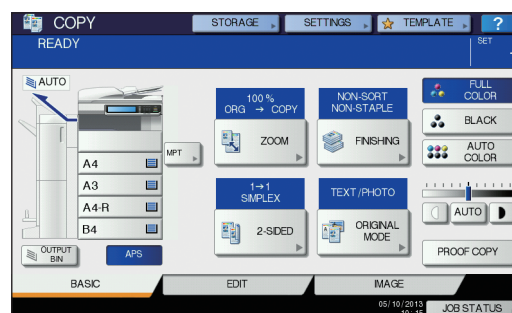 COPY
STORAGE
SETTINGS
TEMPLATE
?
READY
SET
AUTO
100 %
ORG → COPY
ZOOM
NON-SORT
NON-STAPLE
FINISHING
FULL
COLOR
BLACK
AUTO
COLOR
MPT
A4
A3
A4-R
B4
1→1
SIMPLEX
2-SIDED
TEXT/PHOTO
ORIGINAL
MODE
AUTO
OUTPUT
BIN
APS
PROOF COPY
BASIC
EDIT
IMAGE
05/10/2013
JOB STATUS